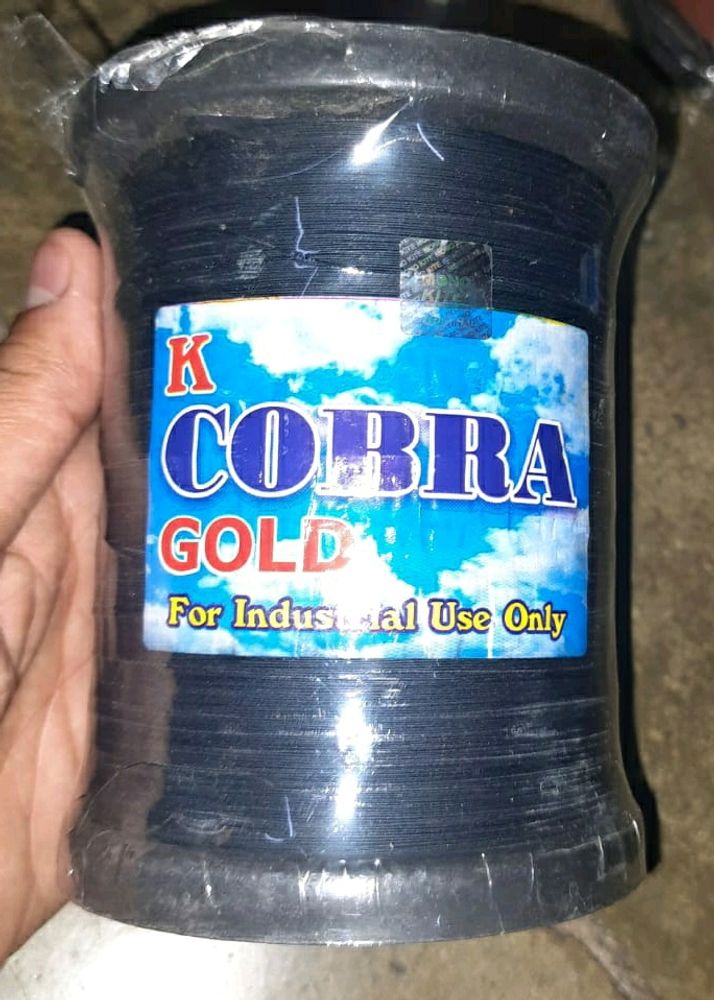 K
COBRA
GOLD
For Industrial Use Only